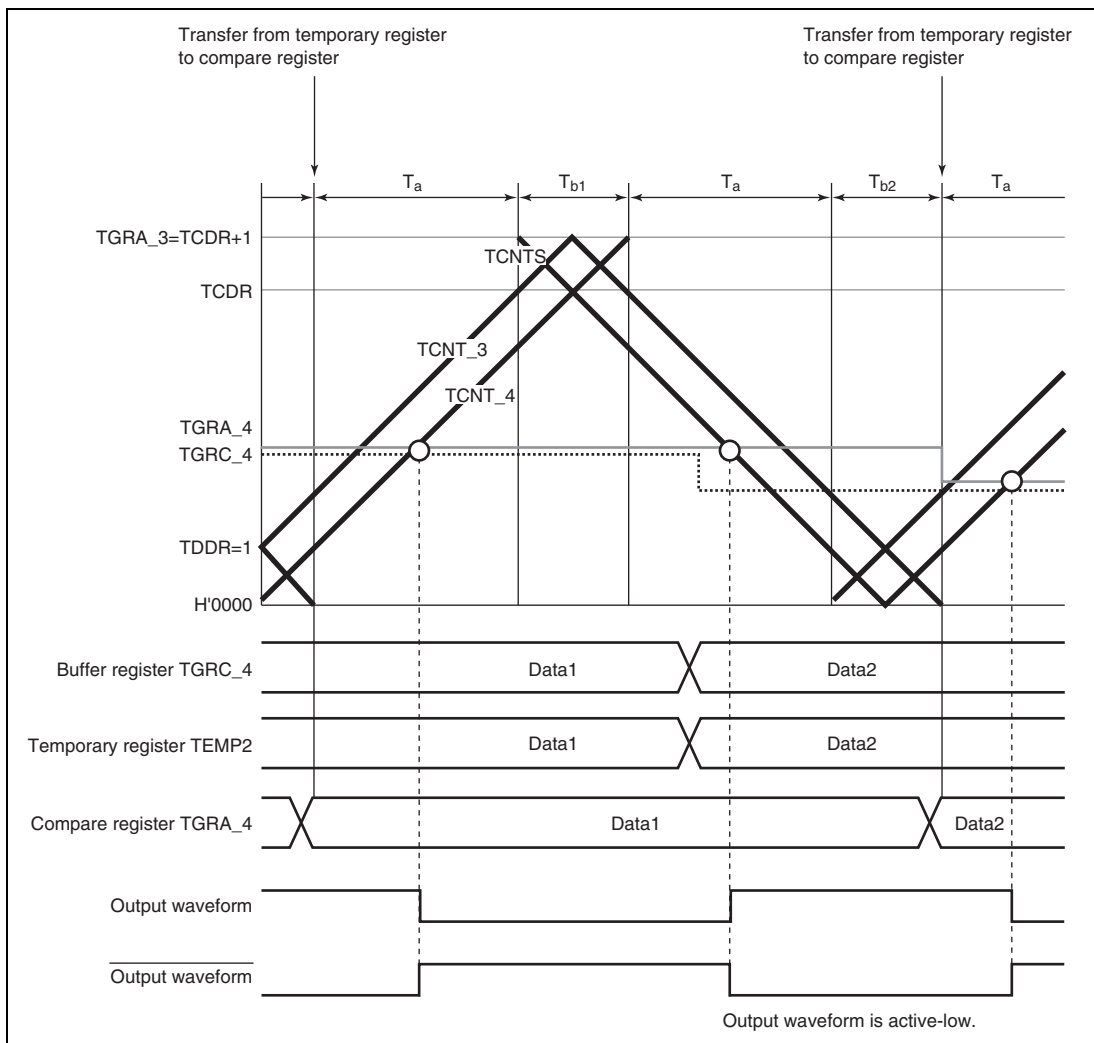 Transfer from temporary register
to compare register
Transfer from temporary register
to compare register
Ta
Tb1
Ta
Tb2
Ta
TGRA_3=TCDR+1
TCNTS
TCDR
TCNT_3
TCNT_4
TGRA_4
TGRC_4
TDDR=1
H'0000
Buffer register TGRC_4
Data1
Data2
Temporary register TEMP2
Data1
Data2
Compare register TGRA_4
Data1
Data2
Output waveform
Output waveform
Output waveform is active-low.